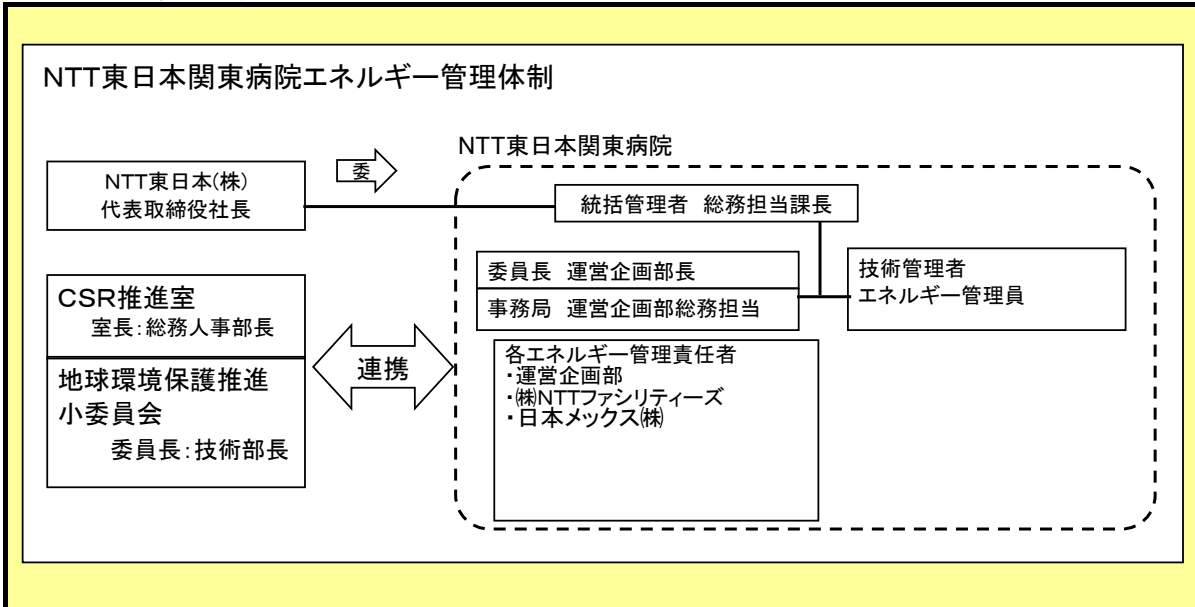 NTT東日本関東病院エネルギー管理体制
NTT東日本(株)
代表取締役社長
委
NTT東日本関東病院
統括管理者 総務担当課長
委員長 運営企画部長
事務局 運営企画部総務担当
技術管理者
エネルギー管理員
CSR推進室
室長:総務人事部長
地球環境保護推進
小委員会
委員長:技術部長
連携
各エネルギー管理責任者
・運営企画部
・㈱NTTファシリティーズ
・日本メックス㈱